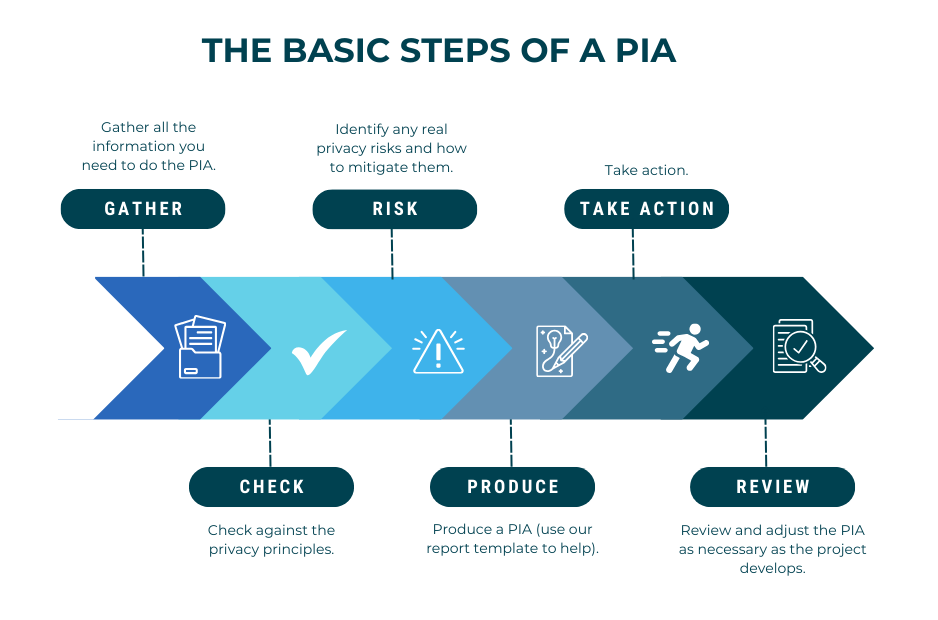 THE BASIC STEPS OF A PIA
Gather all the
information you
need to do the PIA.
GATHER
Check against the
privacy principles.
CHECK
Identify any real
privacy risks and how
to mitigate them.
RISK
PRODUCE
Produce a PIA (use our
report template to help).
Take action.
TAKE ACTION
REVIEW
Review and adjust the PIA
as necessary as the project
develops.